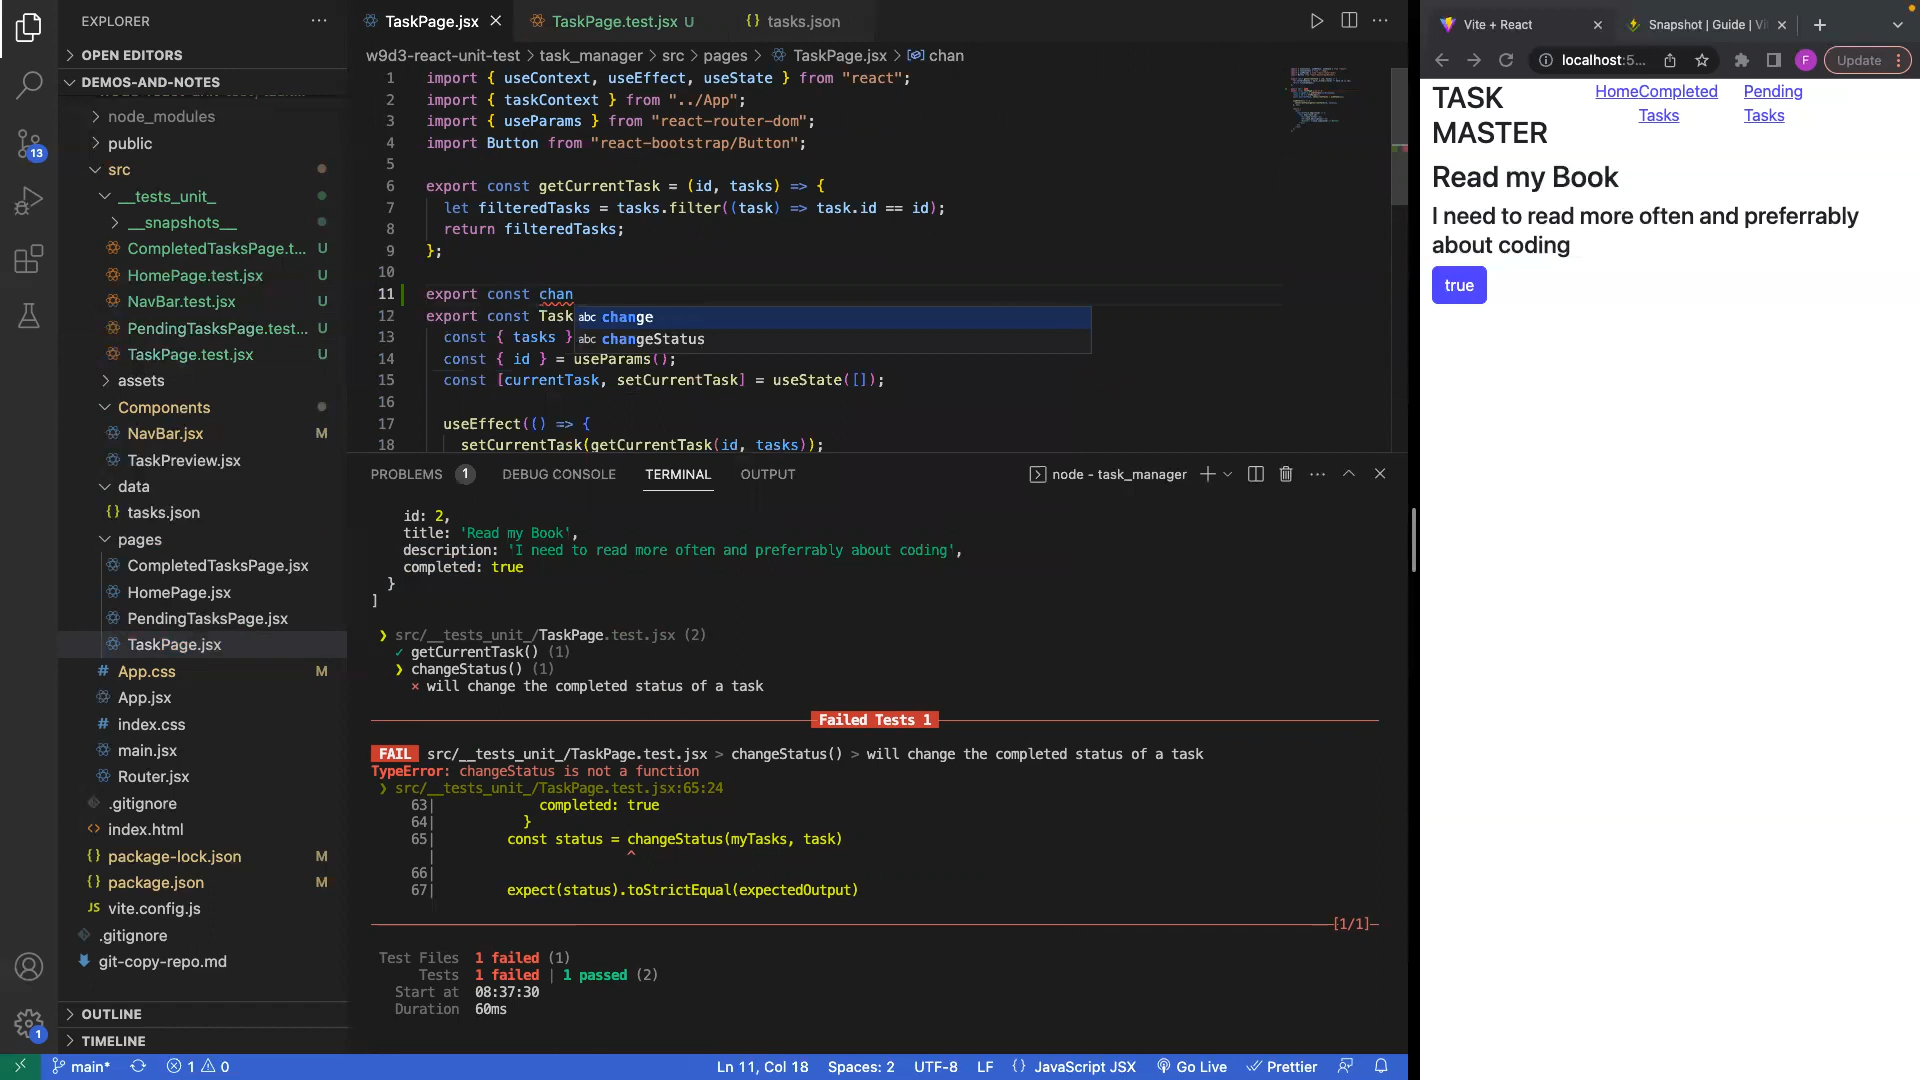 EXPLORER
OPEN EDITORS
DEMOS-AND-NOTES
node_modules
public
src
__tests_unit_
__snapshots__
CompletedTasksPage.t... U
HomePage.test.jsx U
NavBar.test.jsx U
PendingTasksPage.test... U
TaskPage.test.jsx U
assets
Components
NavBar.jsx M
TaskPreview.jsx
data
tasks.json
pages
CompletedTasksPage.jsx
HomePage.jsx
PendingTasksPage.jsx
TaskPage.jsx
# App.css M
App.jsx
# index.css
main.jsx
Router.jsx
.gitignore
<> index.html
{} package-lock.json M
{} package.json M
JS vite.config.js
.gitignore
git-copy-repo.md
OUTLINE
TIMELINE
13
1
TaskPage.jsx
TaskPage.test.jsx U
{} tasks.json
w9d3-react-unit-test > task_manager > src > pages > TaskPage.jsx > chan
1 import { useContext, useEffect, useState } from "react";
2 import { taskContext } from "../App";
3 import { useParams } from "react-router-dom";
4 import Button from "react-bootstrap/Button";
5
6 export const getCurrentTask = (id, tasks) => {
7 let filteredTasks = tasks.filter((task) => task.id == id);
8 return filteredTasks;
9 };
10
11 export const chan
12 export const Task
13 const { tasks }
14 const { id } = useParams();
15 const [currentTask, setCurrentTask] = useState([]);
16
17 useEffect(() => {
18 setCurrentTask(getCurrentTask(id, tasks));
abc change
abc changeStatus
PROBLEMS 1 DEBUG CONSOLE TERMINAL OUTPUT
node - task_manager
id: 2,
title: 'Read my Book',
description: 'I need to read more often and preferrably about coding',
completed: true
}
]
❯ src/__tests_unit_/TaskPage.test.jsx (2)
✓ getCurrentTask() (1)
❯ changeStatus() (1)
× will change the completed status of a task
Failed Tests 1
FAIL src/__tests_unit_/TaskPage.test.jsx > changeStatus() > will change the completed status of a task
TypeError: changeStatus is not a function
❯ src/__tests_unit_/TaskPage.test.jsx:65:24
63| completed: true
64| }
65| const status = changeStatus(myTasks, task)
| ^
66|
67| expect(status).toStrictEqual(expectedOutput)
[1/1]
Test Files 1 failed (1)
Tests 1 failed | 1 passed (2)
Start at 08:37:30
Duration 60ms
main* 1 0
Ln 11, Col 18 Spaces: 2 UTF-8 LF {} JavaScript JSX Go Live Prettier
Vite + React
Snapshot | Guide | Vi
localhost:5...
F
Update
TASK
MASTER
HomeCompleted
Tasks
Pending
Tasks
Read my Book
I need to read more often and preferrably
about coding
true